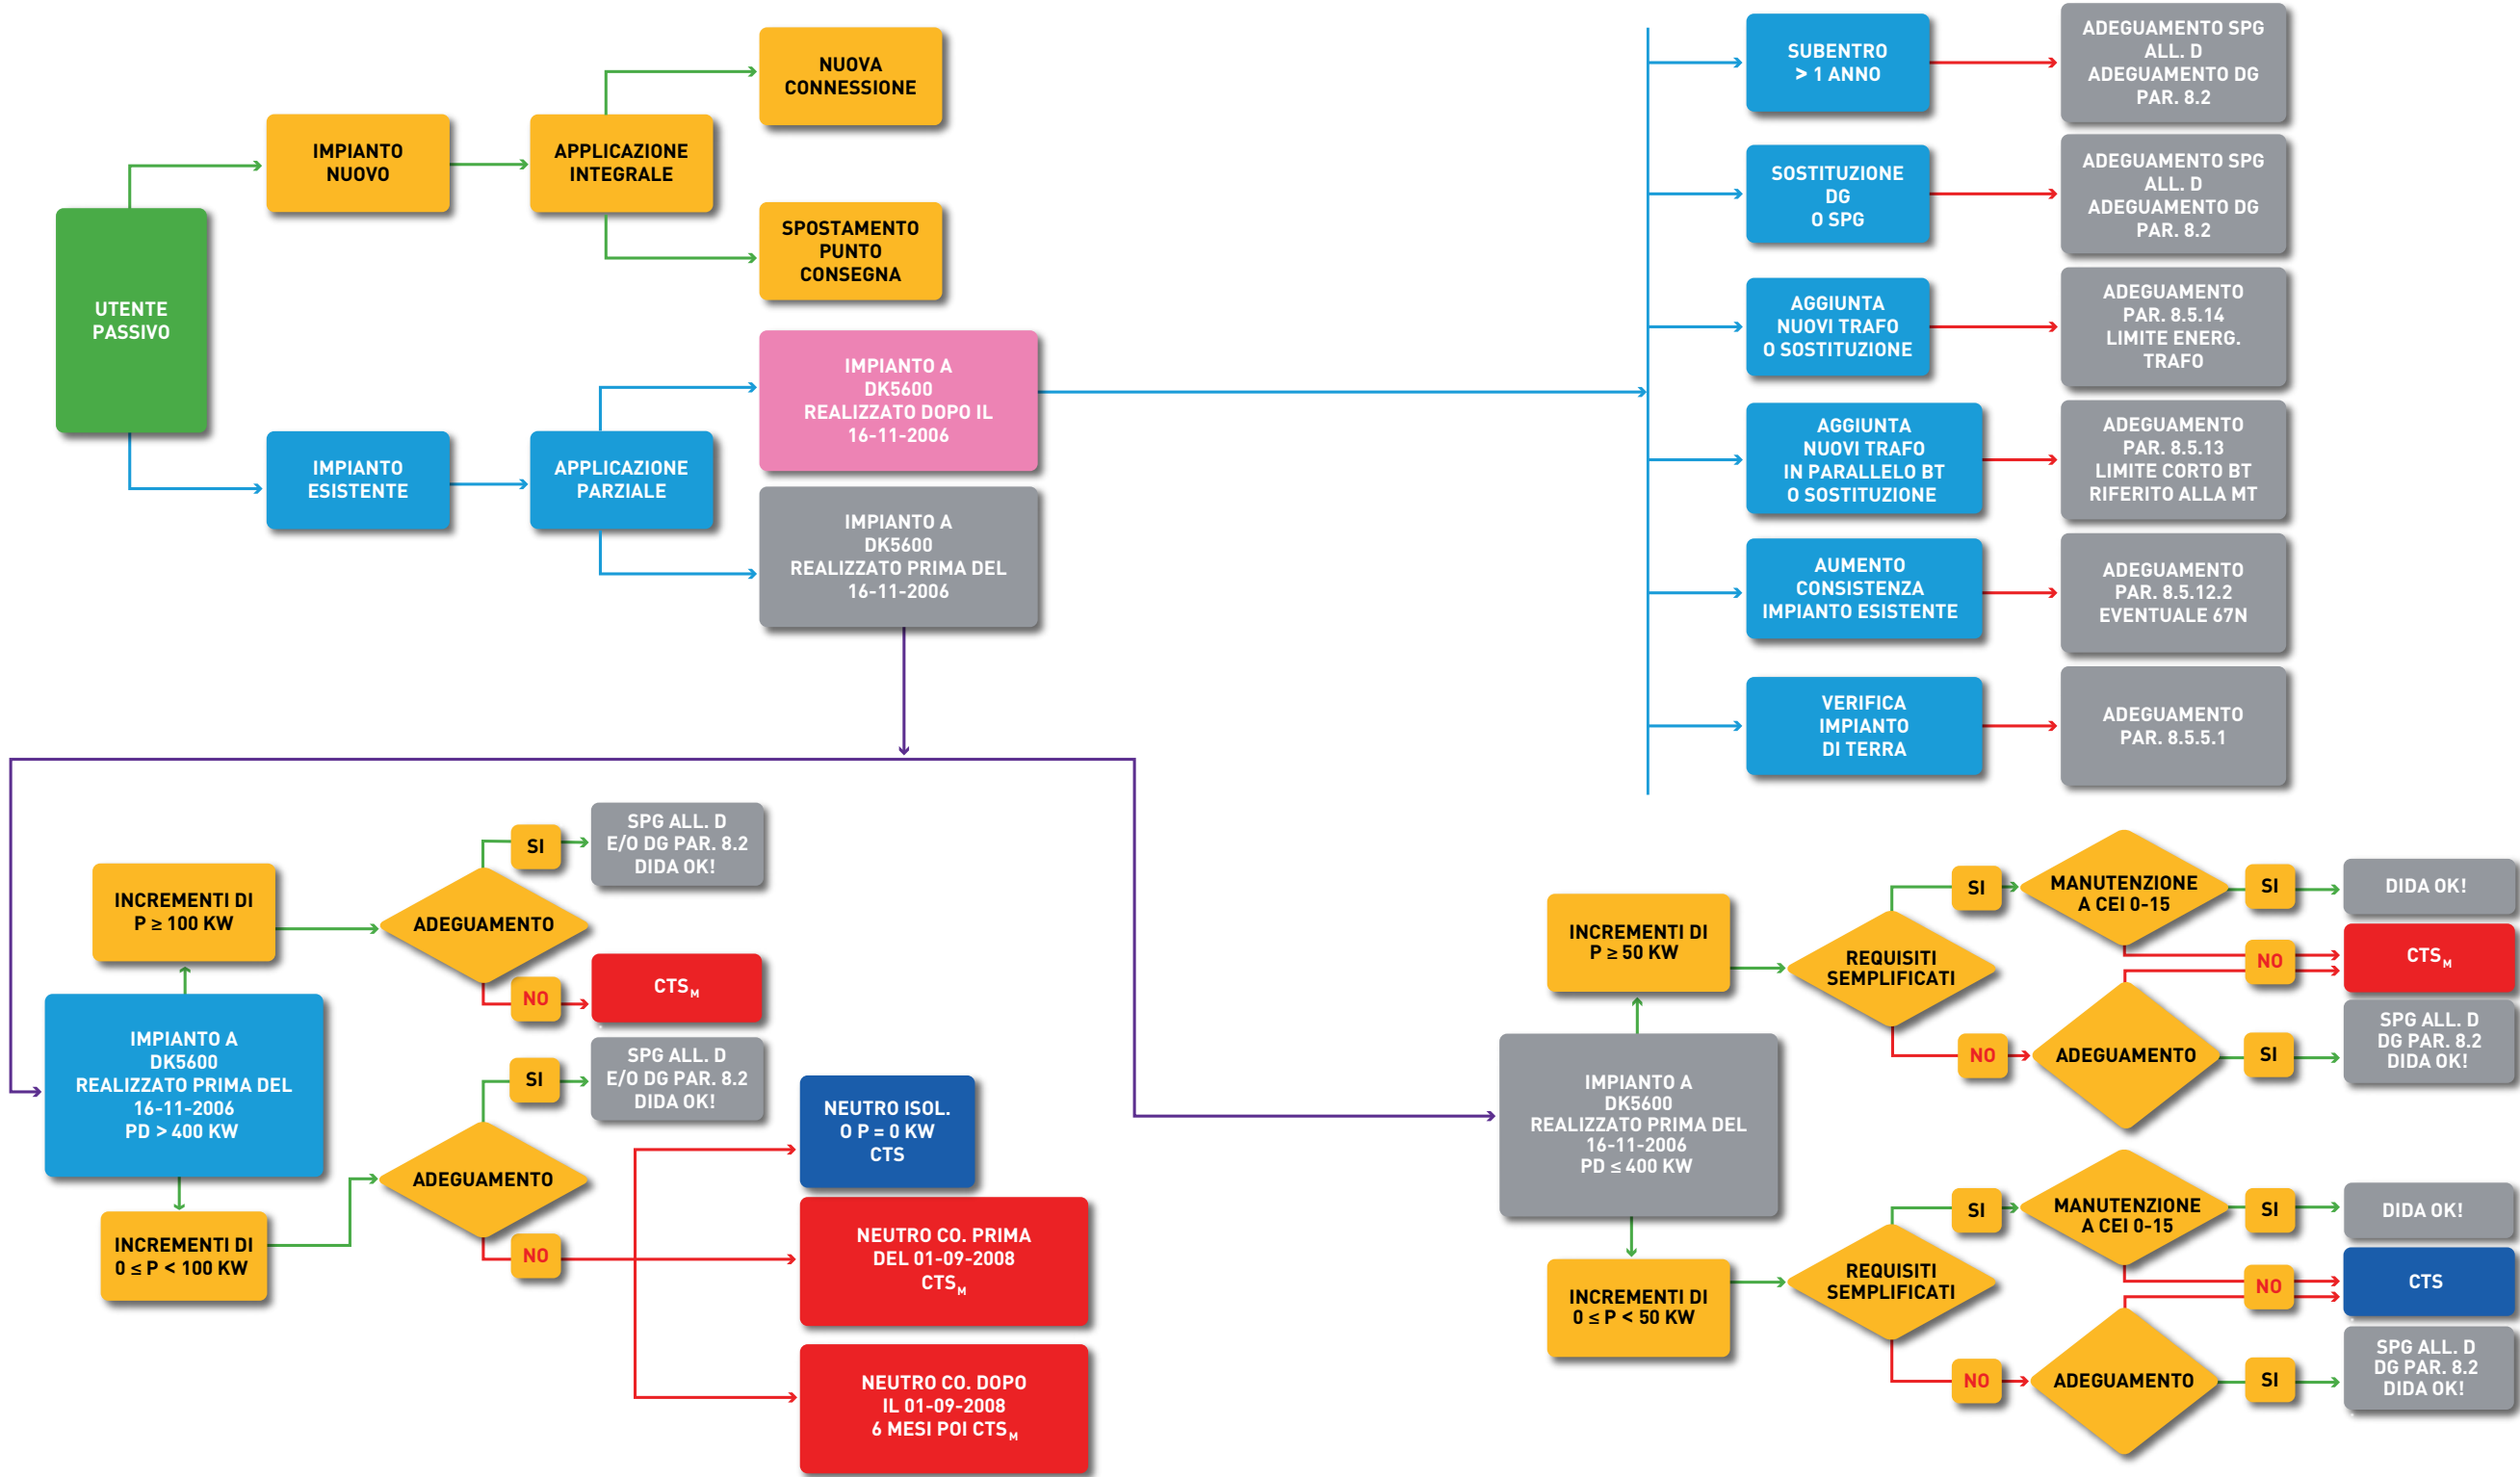 UTENTE
PASSIVO
IMPIANTO
NUOVO
APPLICAZIONE
INTEGRALE
NUOVA
CONNESSIONE
SPOSTAMENTO
PUNTO
CONSEGNA
IMPIANTO
ESISTENTE
APPLICAZIONE
PARZIALE
IMPIANTO A
DK5600
REALIZZATO DOPO IL
16-11-2006
IMPIANTO A
DK5600
REALIZZATO PRIMA DEL
16-11-2006
SUBENTRO
> 1 ANNO
ADEGUAMENTO SPG
ALL. D
ADEGUAMENTO DG
PAR. 8.2
SOSTITUZIONE
DG
O SPG
ADEGUAMENTO SPG
ALL. D
ADEGUAMENTO DG
PAR. 8.2
AGGIUNTA
NUOVI TRAFO
O SOSTITUZIONE
ADEGUAMENTO
PAR. 8.5.14
LIMITE ENERG.
TRAFO
AGGIUNTA
NUOVI TRAFO
IN PARALLELO BT
O SOSTITUZIONE
ADEGUAMENTO
PAR. 8.5.13
LIMITE CORTO BT
RIFERITO ALLA MT
AUMENTO
CONSISTENZA
IMPIANTO ESISTENTE
ADEGUAMENTO
PAR. 8.5.12.2
EVENTUALE 67N
VERIFICA
IMPIANTO
DI TERRA
ADEGUAMENTO
PAR. 8.5.5.1
IMPIANTO A
DK5600
REALIZZATO PRIMA DEL
16-11-2006
PD > 400 KW
INCREMENTI DI
P ≥ 100 KW
ADEGUAMENTO
SI
SPG ALL. D
E/O DG PAR. 8.2
DIDA OK!
NO
CTSM
INCREMENTI DI
0 ≤ P < 100 KW
ADEGUAMENTO
SI
SPG ALL. D
E/O DG PAR. 8.2
DIDA OK!
NO
NEUTRO ISOL.
O P = 0 KW
CTS
NEUTRO CO. PRIMA
DEL 01-09-2008
CTSM
NEUTRO CO. DOPO
IL 01-09-2008
6 MESI POI CTSM
IMPIANTO A
DK5600
REALIZZATO PRIMA DEL
16-11-2006
PD ≤ 400 KW
INCREMENTI DI
P ≥ 50 KW
REQUISITI
SEMPLIFICATI
SI
MANUTENZIONE
A CEI 0-15
SI
DIDA OK!
NO
CTSM
NO
ADEGUAMENTO
SI
SPG ALL. D
DG PAR. 8.2
DIDA OK!
INCREMENTI DI
0 ≤ P < 50 KW
REQUISITI
SEMPLIFICATI
SI
MANUTENZIONE
A CEI 0-15
SI
DIDA OK!
NO
CTS
NO
ADEGUAMENTO
SI
SPG ALL. D
DG PAR. 8.2
DIDA OK!